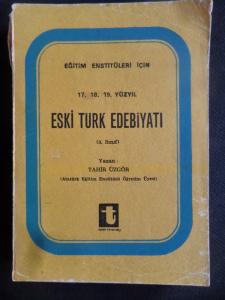 EĞİTİM ENSTİTÜLERİ İÇİN
17, 18, 19. YÜZYIL
ESKİ TÜRK EDEBİYATI
(3. Sınıf)
Yazan :
TAHİR ÜZGÖR
(Atatürk Eğitim Enstitüsü Öğretim Üyesi)
t